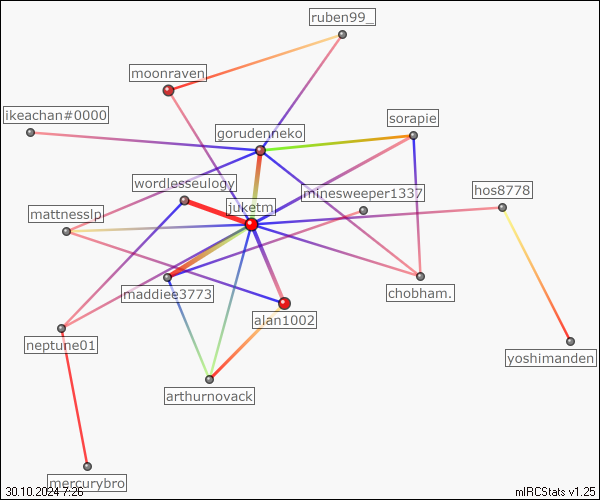 ruben99_
moonraven
ikeachan#0000
sorapie
gorudenneko
wordlesseulogy
minesweeper1337
hos8778
juketm
mattnesslp
maddiee3773
chobham.
alan1002
neptune01
yoshimanden
arthurnovack
mercurybro
30.10.2024 7:26
mIRCStats v1.25